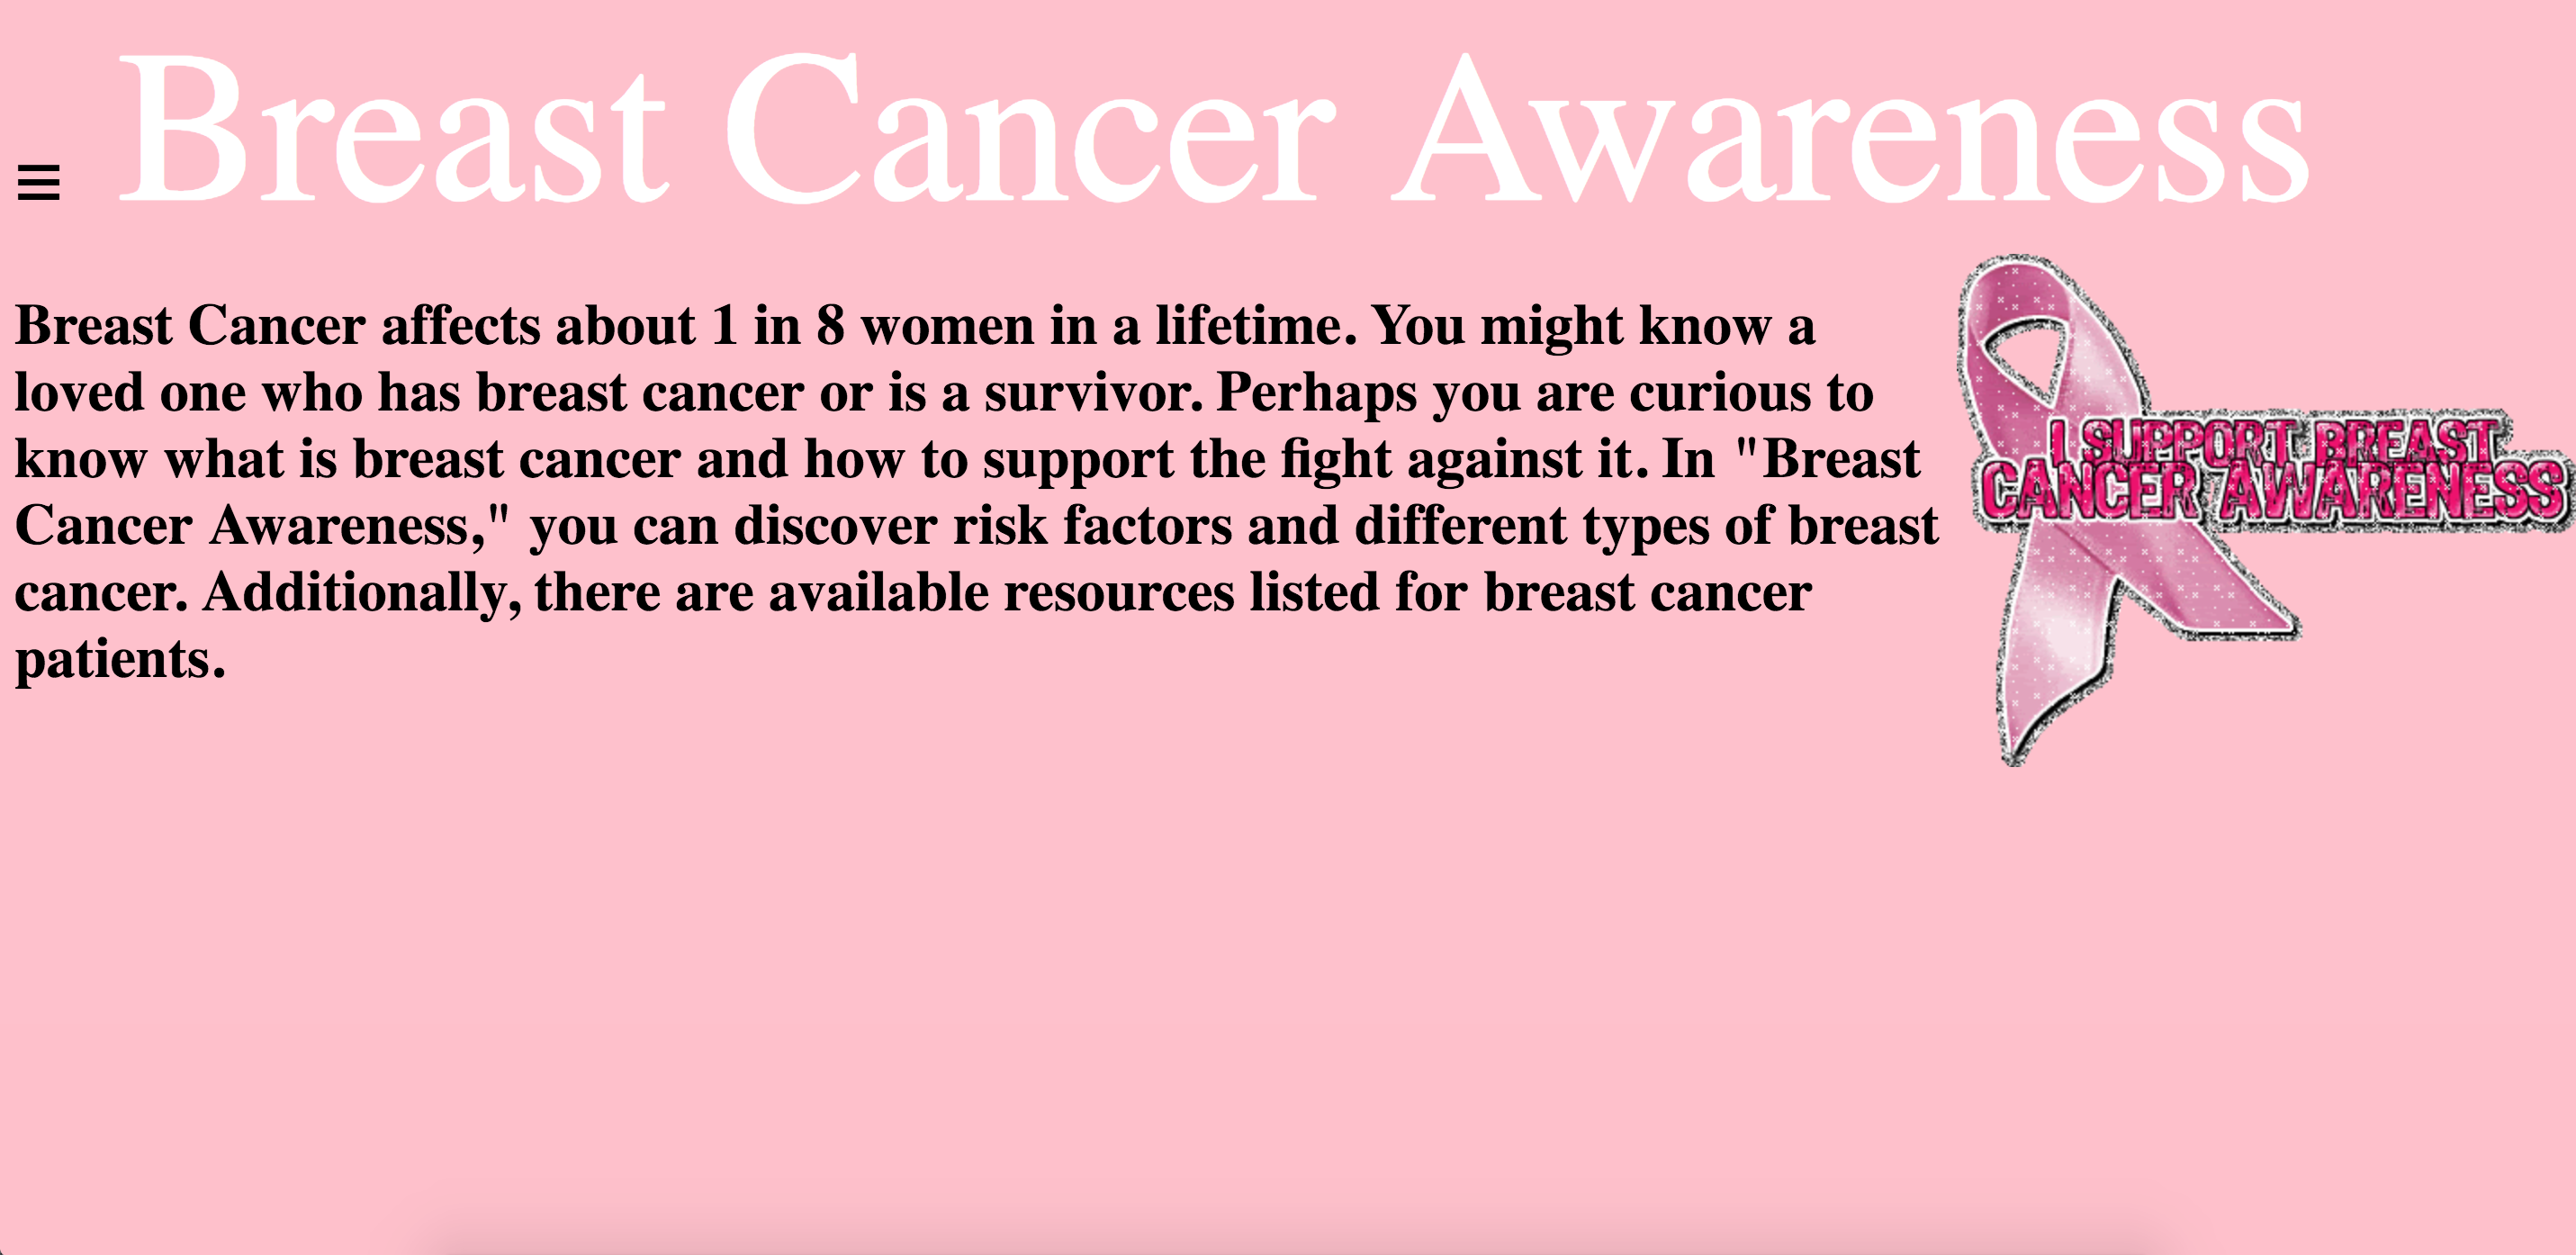 Breast Cancer Awareness
Breast Cancer affects about 1 in 8 women in a lifetime. You might know a
loved one who has breast cancer or is a survivor. Perhaps you are curious to
know what is breast cancer and how to support the fight against it. In "Breast
Cancer Awareness," you can discover risk factors and different types of breast
cancer. Additionally, there are available resources listed for breast cancer
patients.
I SUPPORT BREAST
CANCER AWARENESS